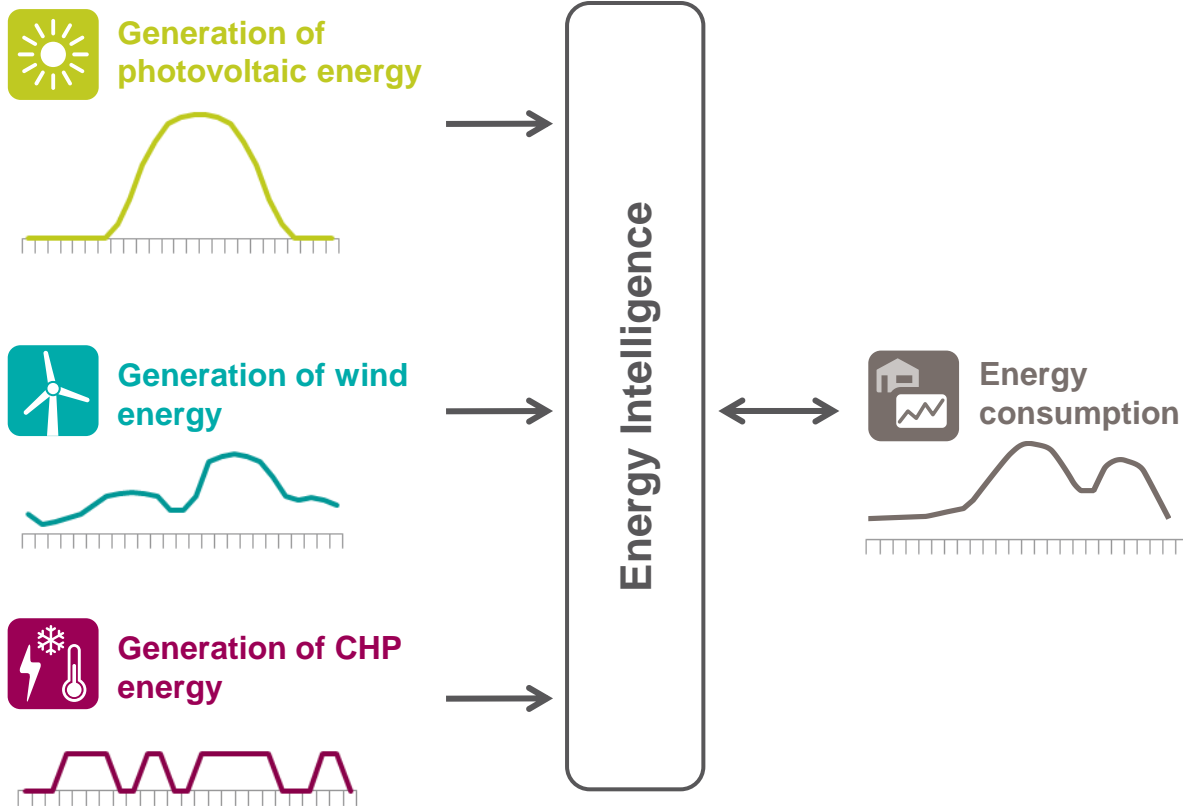 Generation of
photovoltaic energy
Generation of wind
energy
Generation of CHP
energy
Energy Intelligence
Energy
consumption